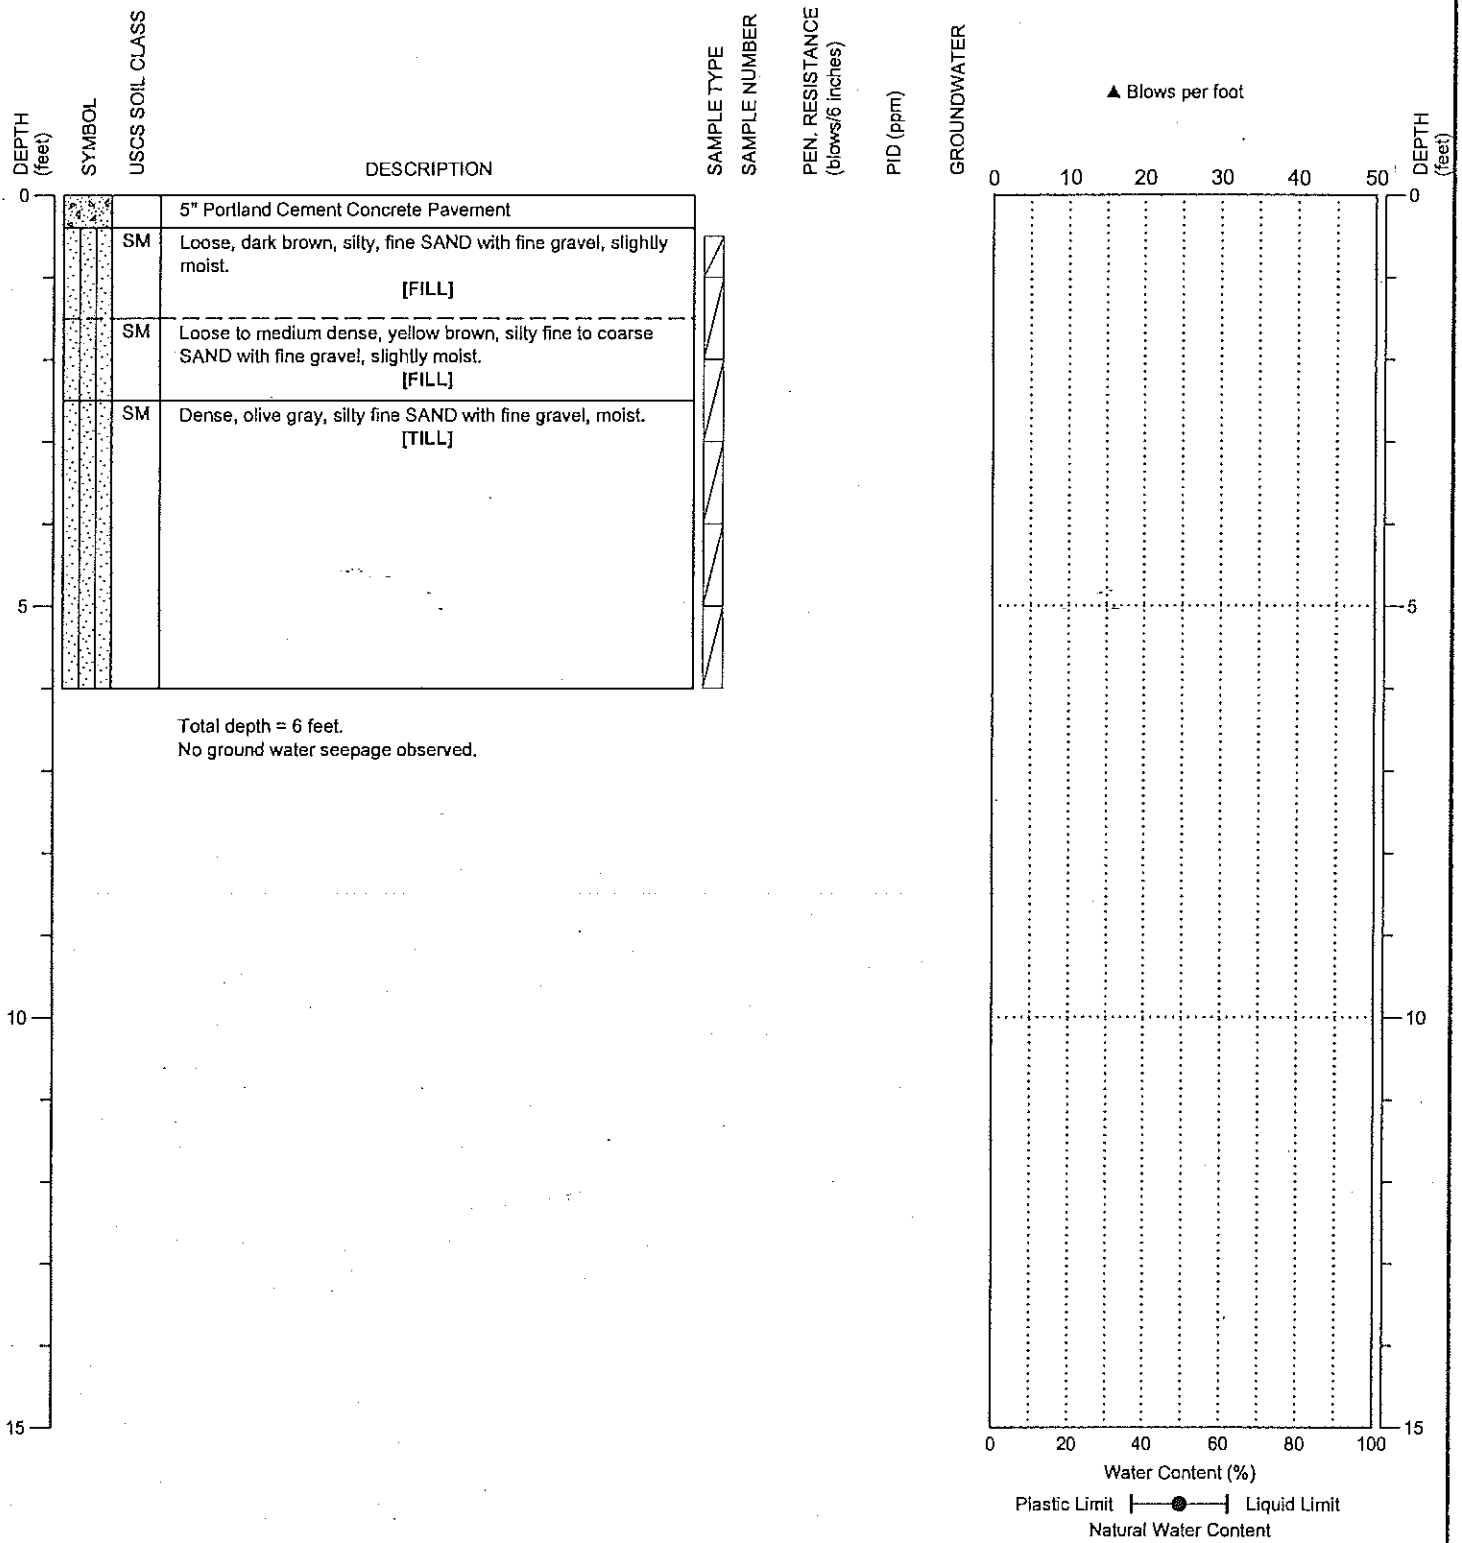 DEPTH
(feet)
SYMBOL
USCS SOIL CLASS
DESCRIPTION
SAMPLE TYPE
SAMPLE NUMBER
PEN. RESISTANCE
(blows/6 inches)
PID (ppm)
GROUNDWATER
▲ Blows per foot
DEPTH
(feet)
0 10 20 30 40 50
0
0
5" Portland Cement Concrete Pavement
SM Loose, dark brown, silty, fine SAND with fine gravel, slightly
moist.
[FILL]
SM Loose to medium dense, yellow brown, silty fine to coarse
SAND with fine gravel, slightly moist.
[FILL]
SM Dense, olive gray, silty fine SAND with fine gravel, moist.
[TILL]
5
5
Total depth = 6 feet.
No ground water seepage observed.
10
10
15
15
0 20 40 60 80 100
Water Content (%)
Plastic Limit Liquid Limit
Natural Water Content